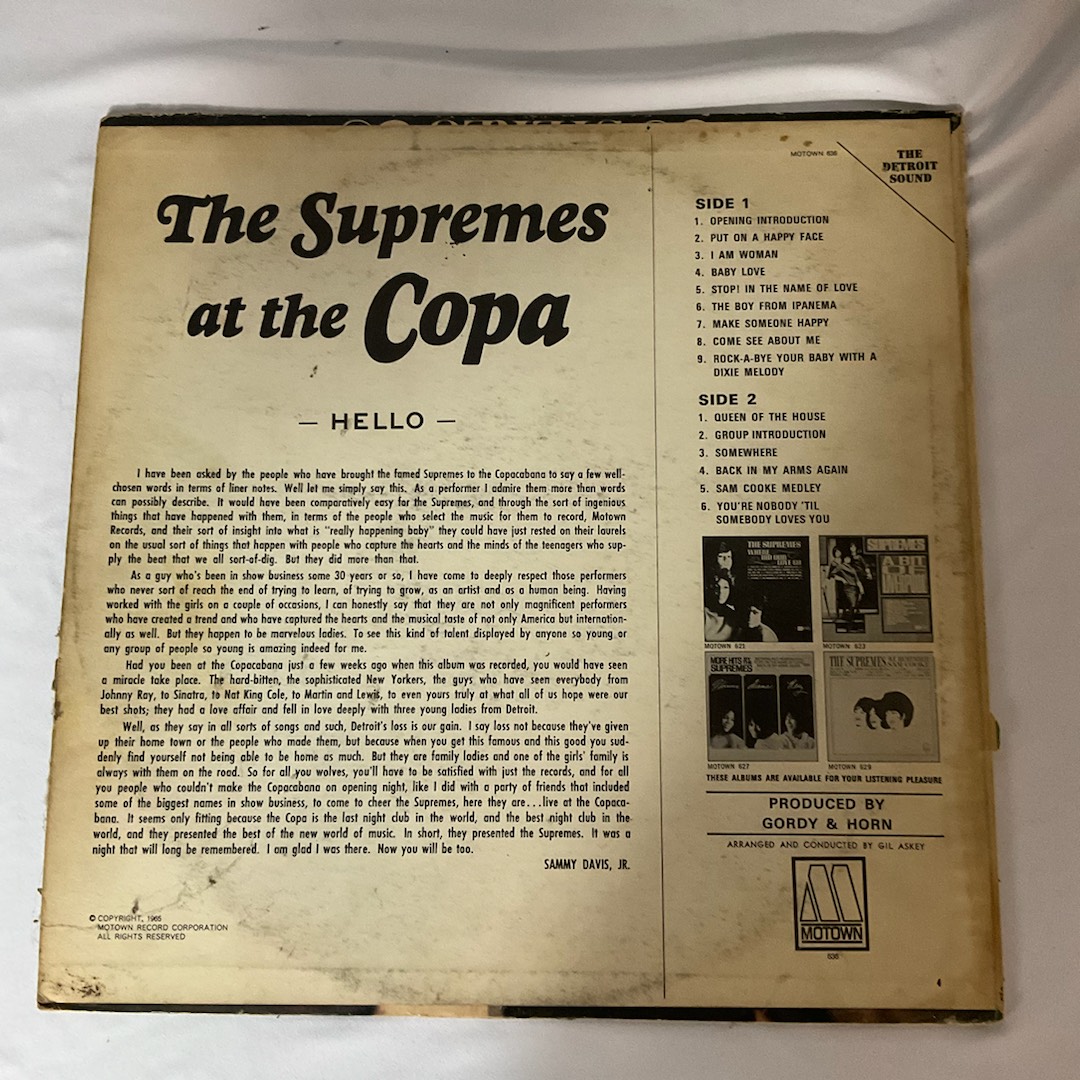 The Supremes
at the Copa
— HELLO —
I have been asked by the people who have brought the famed Supremes to the Copacabana to say a few well-
chosen words in terms of liner notes. Well let me simply say this. As a performer I admire them more than words
can possibly describe. It would have been comparatively easy for the Supremes, and through the sort of ingenious
things that have happened with them, in terms of the people who select the music for them to record, Motown
Records, and their sort of insight into what is "really happening baby" they could have just rested on their laurels
on the usual sort of things that happen with people who capture the hearts and the minds of the teenagers who sup-
ply the beat that we all sort-of-dig. But they did more than that.
As a guy who's been in show business some 30 years or so, I have come to deeply respect those performers
who never sort of reach the end of trying to learn, of trying to grow, as an artist and as a human being. Having
worked with the girls on a couple of occasions, I can honestly say that they are not only magnificent performers
who have created a trend and who have captured the hearts and the musical taste of not only America but internation-
ally as well. But they happen to be marvelous ladies. To see this kind of talent displayed by anyone so young or
any group of people so young is amazing indeed for me.
Had you been at the Copacabana just a few weeks ago when this album was recorded, you would have seen
a miracle take place. The hard-bitten, the sophisticated New Yorkers, the guys who have seen everybody from
Johnny Ray, to Sinatra, to Nat King Cole, to Martin and Lewis, to even yours truly at what all of us hope were our
best shots; they had a love affair and fell in love deeply with three young ladies from Detroit.
Well, as they say in all sorts of songs and such, Detroit's loss is our gain. I say loss not because they've given
up their home town or the people who made them, but because when you get this famous and this good you sud-
denly find yourself not being able to be home as much. But they are family ladies and one of the girls' family is
always with them on the road. So for all you wolves, you'll have to be satisfied with just the records, and for all
you people who couldn't make the Copacabana on opening night, like I did with a party of friends that included
some of the biggest names in show business, to come to cheer the Supremes, here they are...live at the Copaca-
bana. It seems only fitting because the Copa is the last night club in the world, and the best night club in the
world, and they presented the best of the new world of music. In short, they presented the Supremes. It was a
night that will long be remembered. I am glad I was there. Now you will be too.
SAMMY DAVIS, JR.
© COPYRIGHT, 1965
MOTOWN RECORD CORPORATION
ALL RIGHTS RESERVED
MOTOWN 636
THE
DETROIT
SOUND
SIDE 1
1. OPENING INTRODUCTION
2. PUT ON A HAPPY FACE
3. I AM WOMAN
4. BABY LOVE
5. STOP! IN THE NAME OF LOVE
6. THE BOY FROM IPANEMA
7. MAKE SOMEONE HAPPY
8. COME SEE ABOUT ME
9. ROCK-A-BYE YOUR BABY WITH A
DIXIE MELODY
SIDE 2
1. QUEEN OF THE HOUSE
2. GROUP INTRODUCTION
3. SOMEWHERE
4. BACK IN MY ARMS AGAIN
5. SAM COOKE MEDLEY
6. YOU'RE NOBODY 'TIL
SOMEBODY LOVES YOU
THE SUPREMES
WHERE
DID OUR
LOVE GO
MOTOWN 621
SUPREMES
A BIT
OF
MOTOWN 623
MORE HITS BY THE
SUPREMES
MOTOWN 627
THE SUPREMES
MOTOWN 629
THESE ALBUMS ARE AVAILABLE FOR YOUR LISTENING PLEASURE
PRODUCED BY
GORDY & HORN
ARRANGED AND CONDUCTED BY GIL ASKEY
MOTOWN
636
4